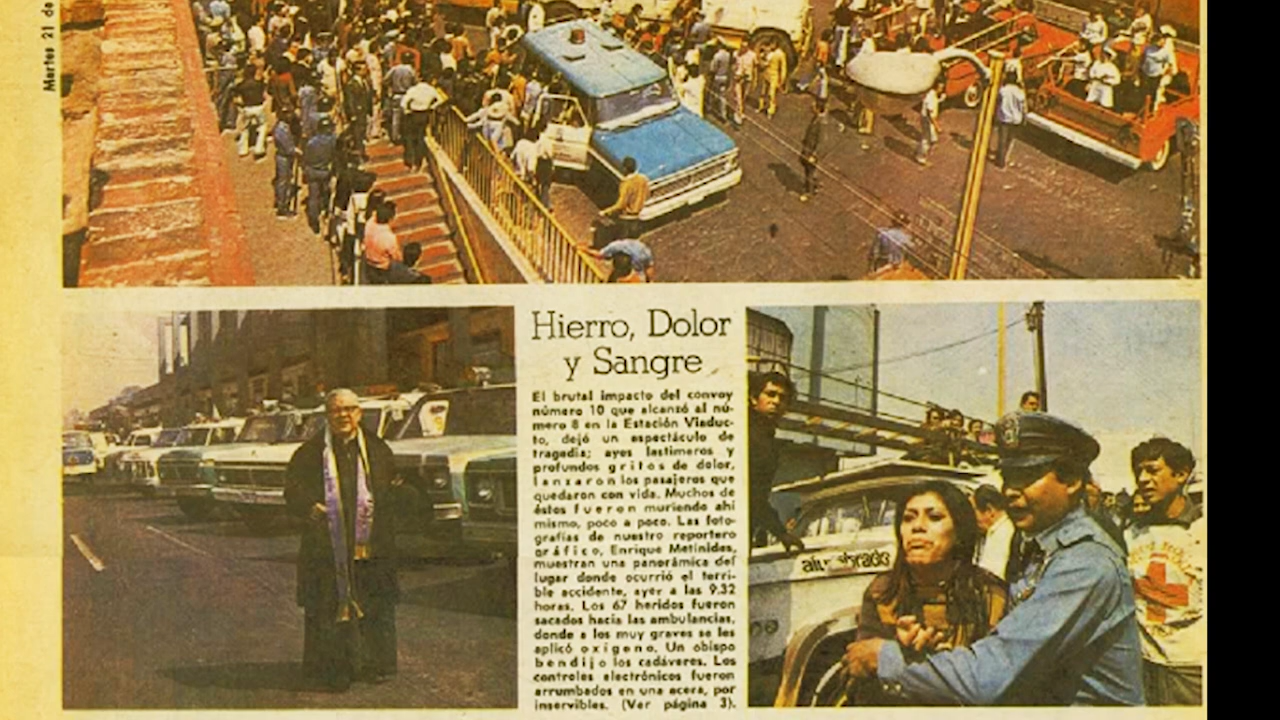 Martes 21 de
Hierro, Dolor
y Sangre
El brutal impacto del convoy
número 10 que alcanzó al nú-
mero 8 en la Estación Viaduc-
to, dejó un espectáculo de
tragedia; ayes lastimeros y
profundos gritos de dolor,
lanzaron los pasajeros que
quedaron con vida. Muchos de
éstos fueron muriendo ahí
mismo, poco a poco. Las foto-
grafías de nuestro reportero
gráfico, Enrique Metinides,
muestran una panorámica del
lugar donde ocurrió el terri-
ble accidente, ayer a las 9.32
horas. Los 67 heridos fueron
sacados hacia las ambulancias,
donde a los muy graves se les
aplicó oxígeno. Un obispo
bendijo los cadáveres. Los
controles electrónicos fueron
arrumbados en una acera, por
inservibles. (Ver página 3).